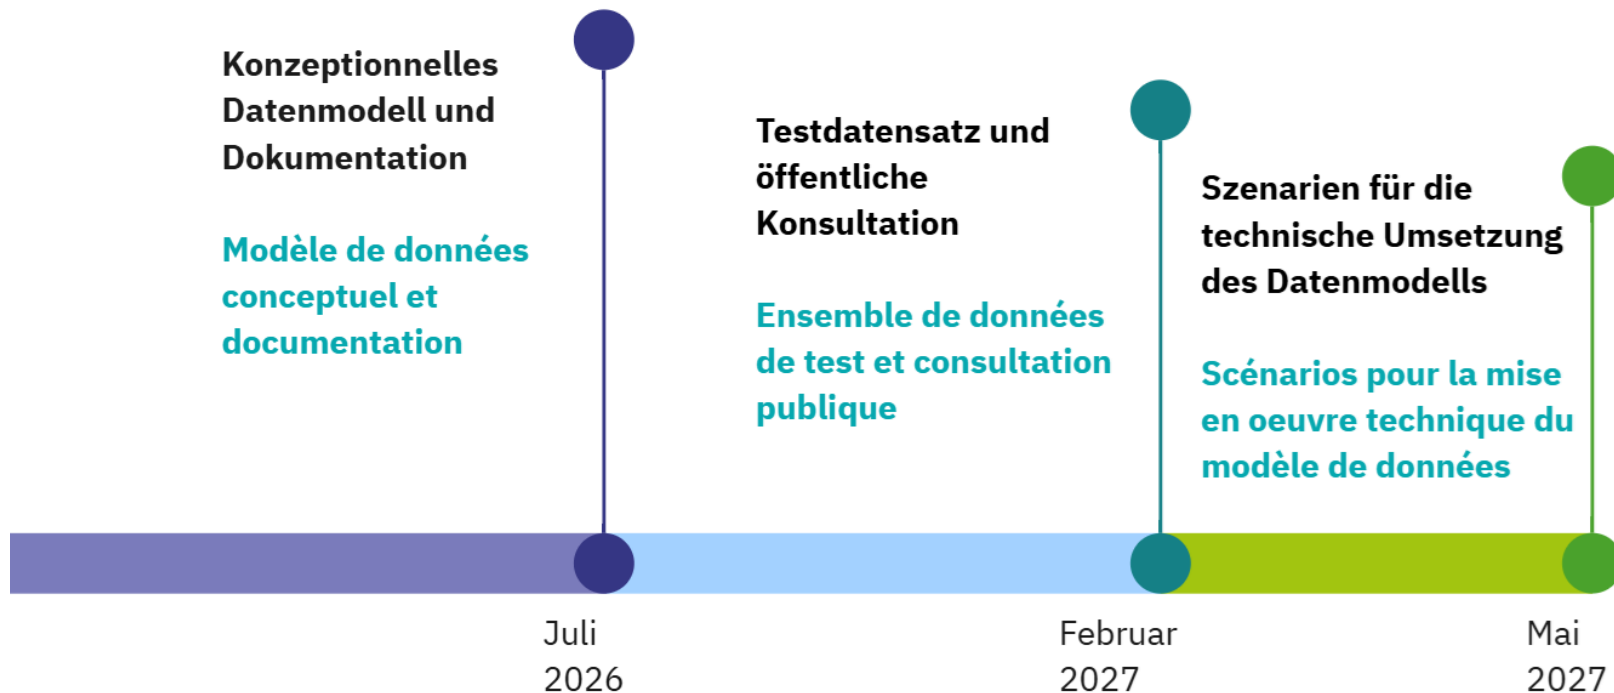 Konzeptionnelles
Datenmodell und
Dokumentation
Modèle de données
conceptuel et
documentation
Testdatensatz und
öffentliche
Konsultation
Ensemble de données
de test et consultation
publique
Szenarien für die
technische Umsetzung
des Datenmodells
Scénarios pour la mise
en oeuvre technique du
modèle de données
Juli
2026
Februar
2027
Mai
2027